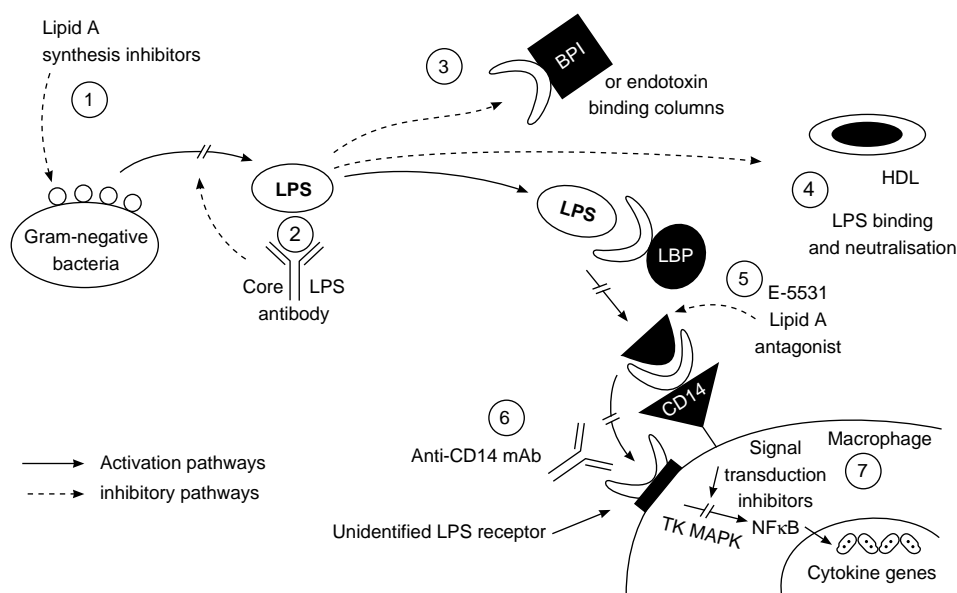 Lipid A
synthesis inhibitors
1
Gram-negative
bacteria
LPS
2
Core LPS
antibody
3
BPI
or endotoxin
binding columns
HDL
4
LPS binding
and neutralisation
LPS
LBP
5
E-5531
Lipid A
antagonist
CD14
6
Anti-CD14 mAb
Unidentified LPS receptor
Macrophage
7
Signal
transduction
inhibitors
TK MAPK
NFκB
Cytokine genes
Activation pathways
inhibitory pathways